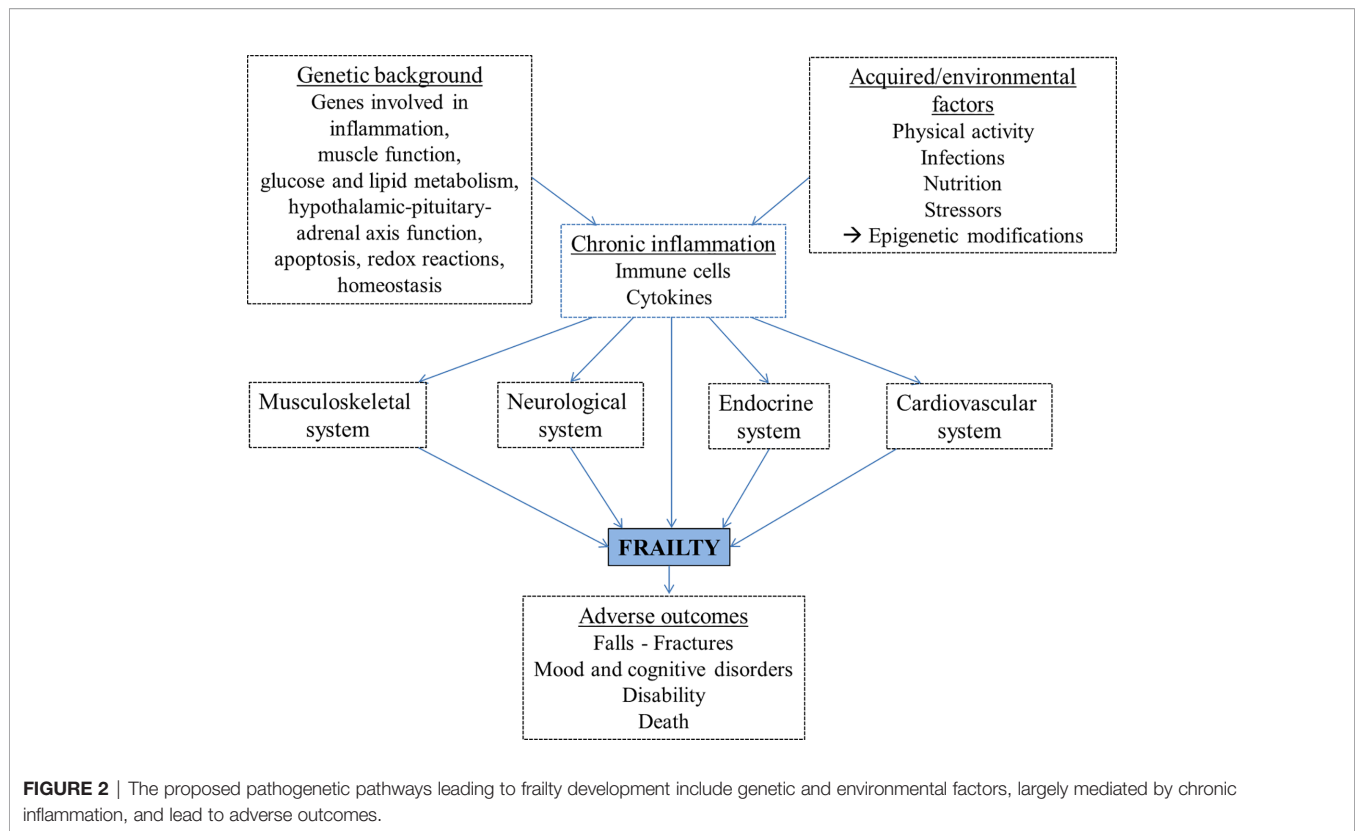 Genetic background
Genes involved in
inflammation,
muscle function,
glucose and lipid metabolism,
hypothalamic-pituitary-
adrenal axis function,
apoptosis, redox reactions,
homeostasis
Acquired/environmental
factors
Physical activity
Infections
Nutrition
Stressors
→ Epigenetic modifications
Chronic inflammation
Immune cells
Cytokines
Musculoskeletal
system
Neurological
system
Endocrine
system
Cardiovascular
system
FRAILTY
Adverse outcomes
Falls - Fractures
Mood and cognitive disorders
Disability
Death
FIGURE 2 | The proposed pathogenetic pathways leading to frailty development include genetic and environmental factors, largely mediated by chronic
inflammation, and lead to adverse outcomes.